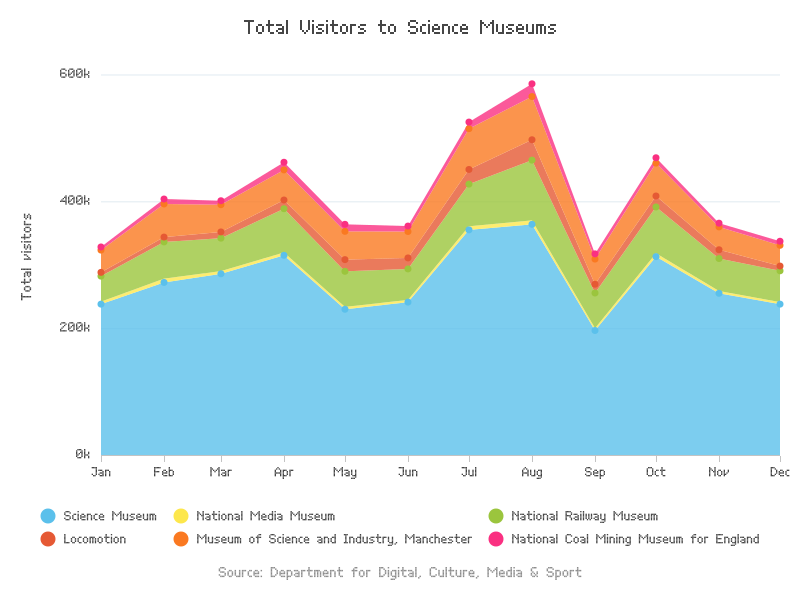 Total Visitors to Science Museums
600k
400k
200k
0k
Total visitors
Jan Feb Mar Apr May Jun Jul Aug Sep Oct Nov Dec
Science Museum National Media Museum National Railway Museum
Locomotion Museum of Science and Industry, Manchester National Coal Mining Museum for England
Source: Department for Digital, Culture, Media & Sport